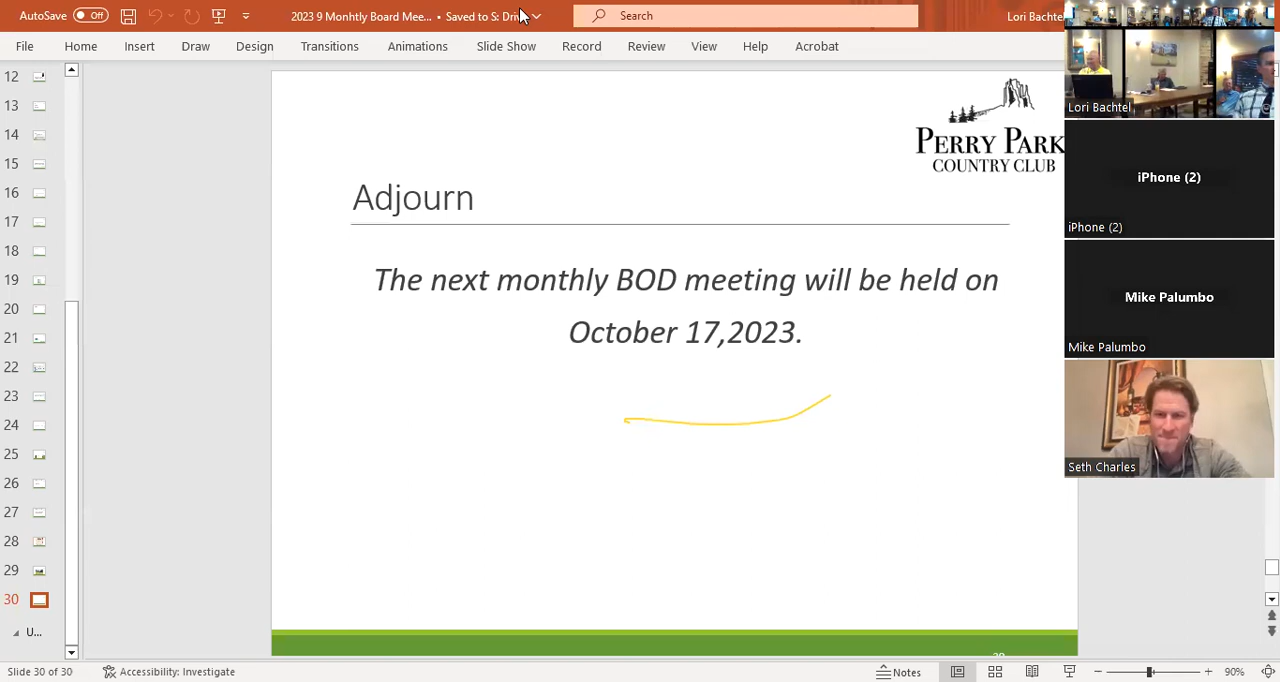 AutoSave Off 2023 9 Monhtly Board Mee... • Saved to S: Driv Search Lori Bachtel
File Home Insert Draw Design Transitions Animations Slide Show Record Review View Help Acrobat
12
13
14
15
16
17
18
19
20
21
22
23
24
25
26
27
28
29
30
U...
PERRY PARK
COUNTRY CLUB
Adjourn
The next monthly BOD meeting will be held on
October 17,2023.
Lori Bachtel
iPhone (2)
iPhone (2)
Mike Palumbo
Mike Palumbo
Seth Charles
Slide 30 of 30 Accessibility: Investigate Notes 90%